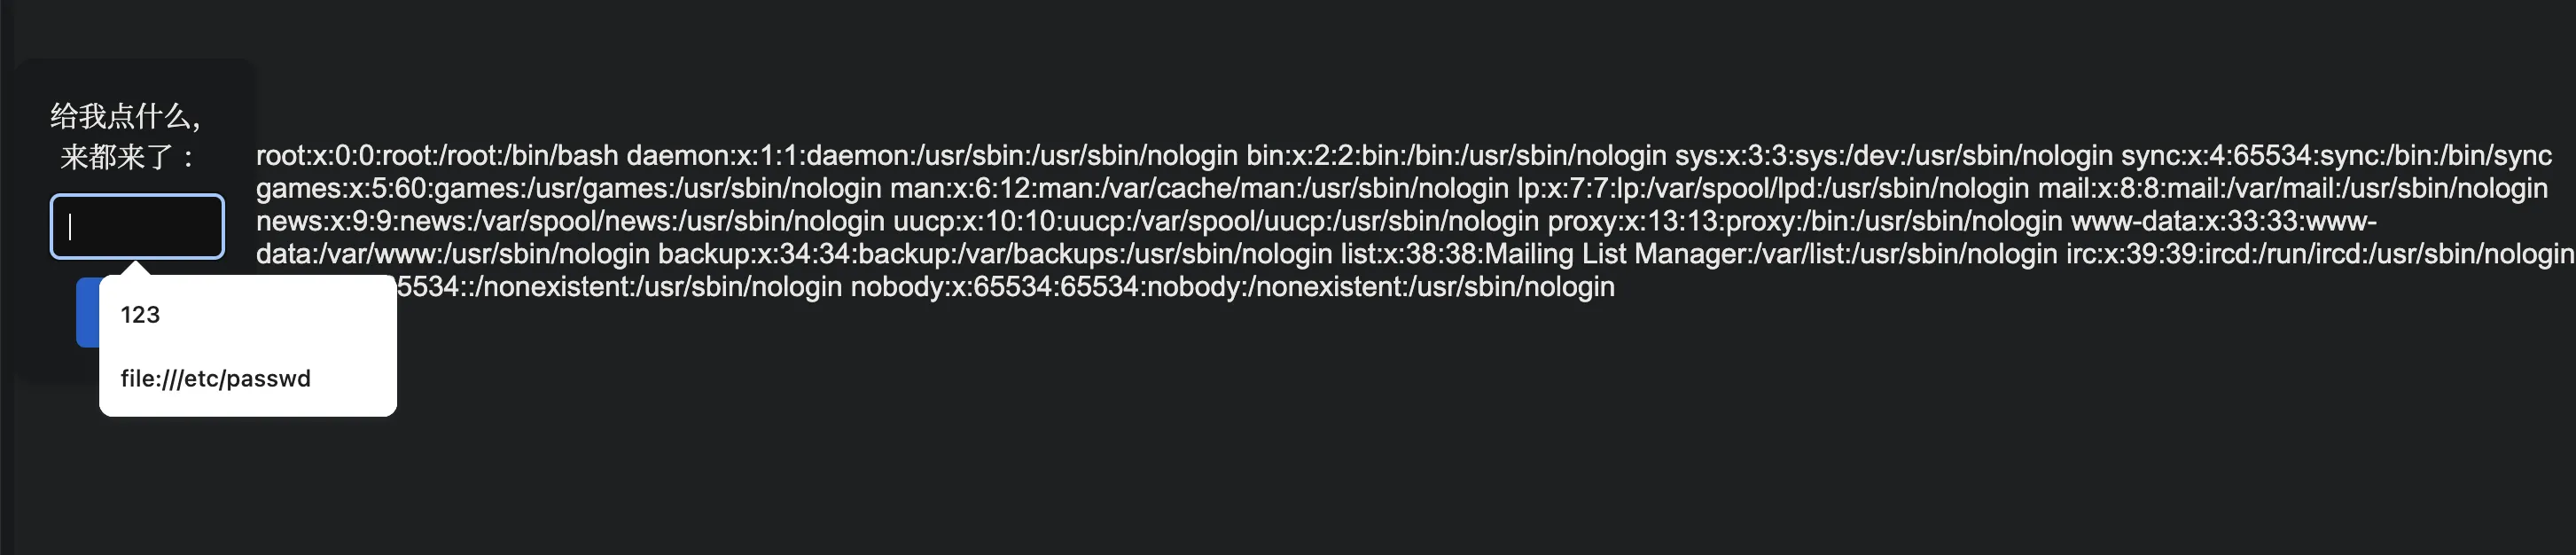 给我点什么,
来都来了：
root:x:0:0:root:/root:/bin/bash daemon:x:1:1:daemon:/usr/sbin:/usr/sbin/nologin bin:x:2:2:bin:/bin:/usr/sbin/nologin sys:x:3:3:sys:/dev:/usr/sbin/nologin sync:x:4:65534:sync:/bin:/bin/sync
games:x:5:60:games:/usr/games:/usr/sbin/nologin man:x:6:12:man:/var/cache/man:/usr/sbin/nologin lp:x:7:7:lp:/var/spool/lpd:/usr/sbin/nologin mail:x:8:8:mail:/var/mail:/usr/sbin/nologin
news:x:9:9:news:/var/spool/news:/usr/sbin/nologin uucp:x:10:10:uucp:/var/spool/uucp:/usr/sbin/nologin proxy:x:13:13:proxy:/bin:/usr/sbin/nologin www-data:x:33:33:www-
data:/var/www:/usr/sbin/nologin backup:x:34:34:backup:/var/backups:/usr/sbin/nologin list:x:38:38:Mailing List Manager:/var/list:/usr/sbin/nologin irc:x:39:39:ircd:/run/ircd:/usr/sbin/nologin
5534::/nonexistent:/usr/sbin/nologin nobody:x:65534:65534:nobody:/nonexistent:/usr/sbin/nologin
123
file:///etc/passwd